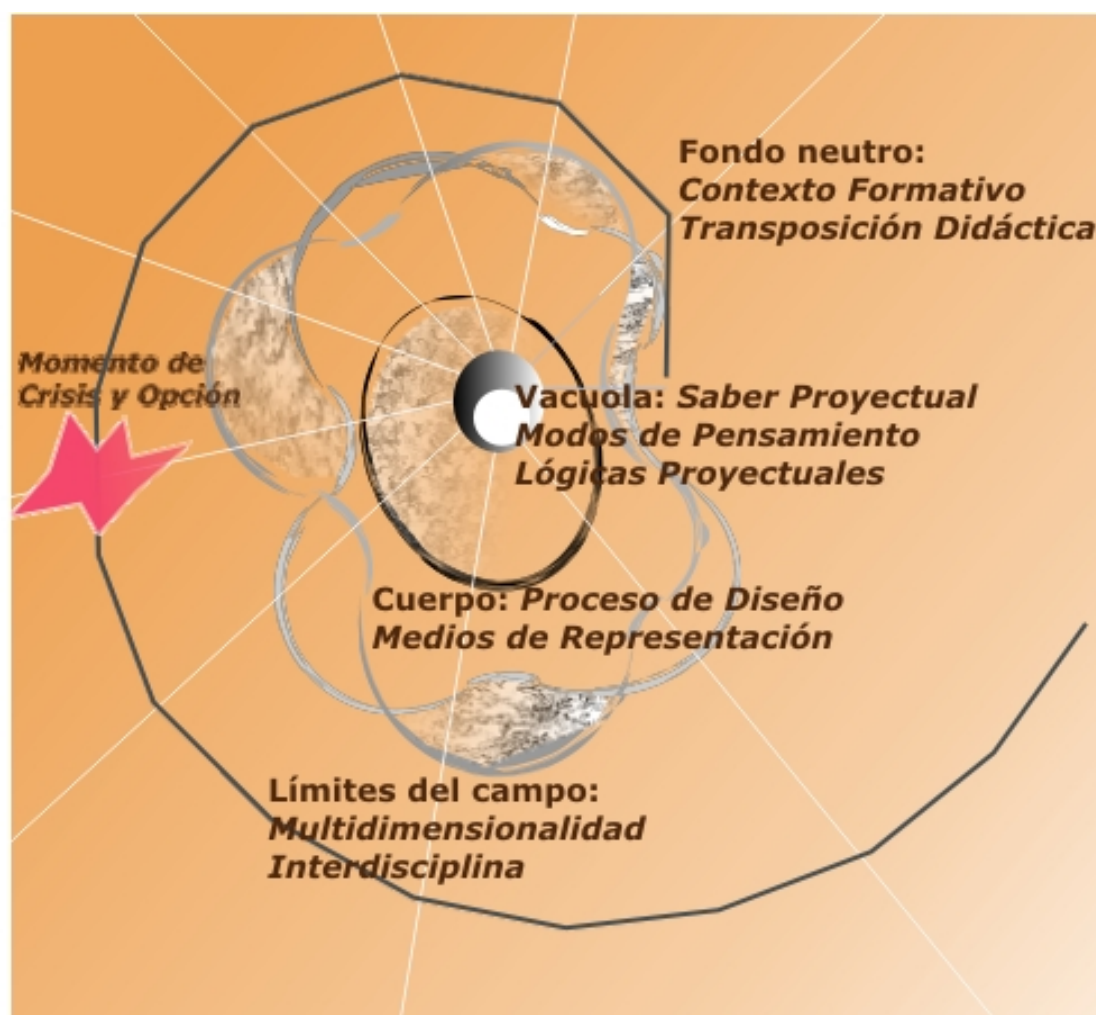 Fondo neutro:
Contexto Formativo
Transposición Didáctica
Momento de
Crisis y Opción
Vacuola: Saber Proyectual
Modos de Pensamiento
Lógicas Proyectuales
Cuerpo: Proceso de Diseño
Medios de Representación
Límites del campo:
Multidimensionalidad
Interdisciplina